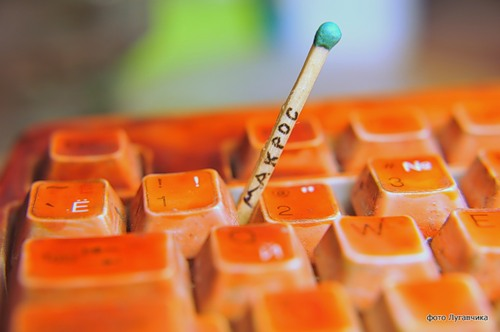 МАКРОС
! № "
Ё 1 2 3
Q W E
фото Лугавчика